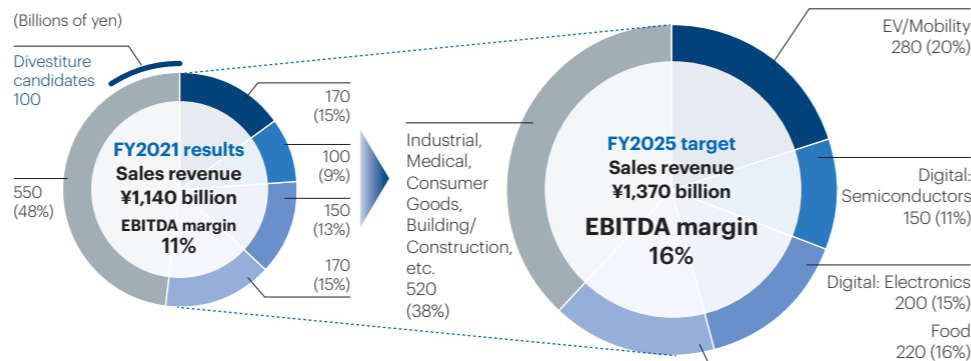 (Billions of yen)
Divestiture
candidates
100
550
(48%)
FY2021 results
Sales revenue
¥1,140 billion
EBITDA margin
11%
170
(15%)
100
(9%)
150
(13%)
170
(15%)
Industrial,
Medical,
Consumer
Goods,
Building/
Construction,
etc.
520
(38%)
FY2025 target
Sales revenue
¥1,370 billion
EBITDA margin
16%
EV/Mobility
280 (20%)
Digital:
Semiconductors
150 (11%)
Digital: Electronics
200 (15%)
Food
220 (16%)